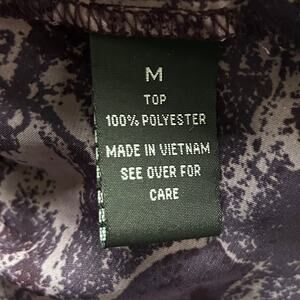 M
TOP
100% POLYESTER
MADE IN VIETNAM
SEE OVER FOR
CARE